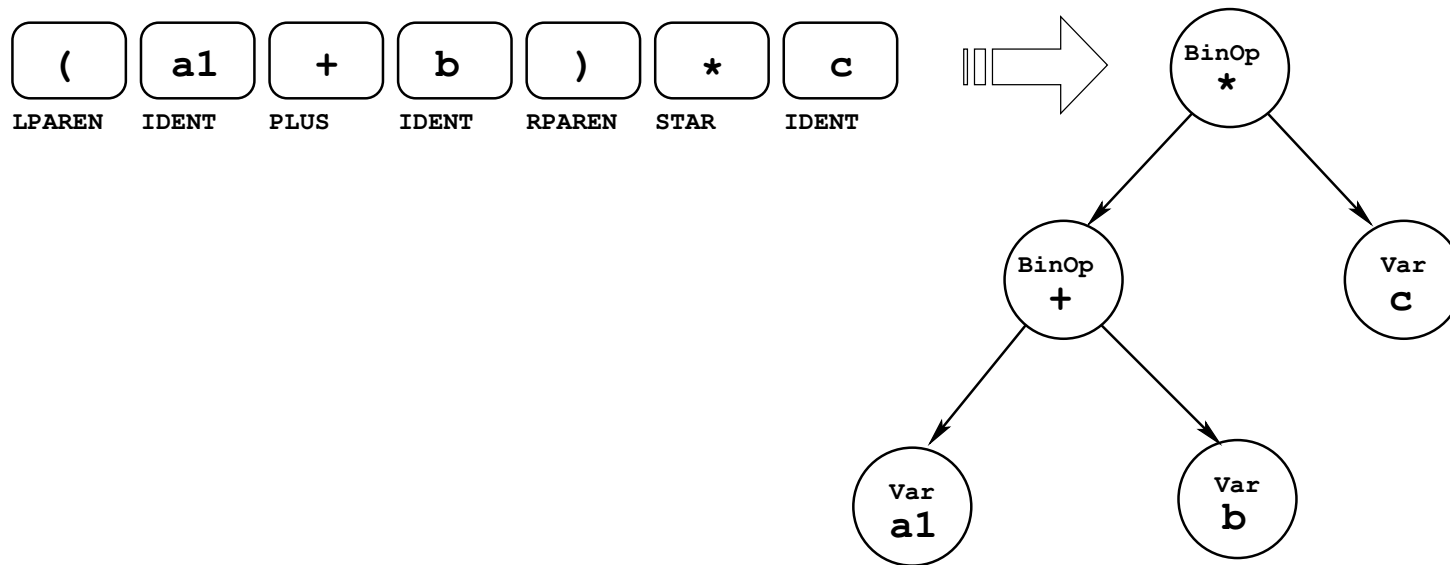 ( a1 + b ) * c
LPAREN IDENT PLUS IDENT RPAREN STAR IDENT
BinOp
*
BinOp
+
Var
c
Var
a1
Var
b